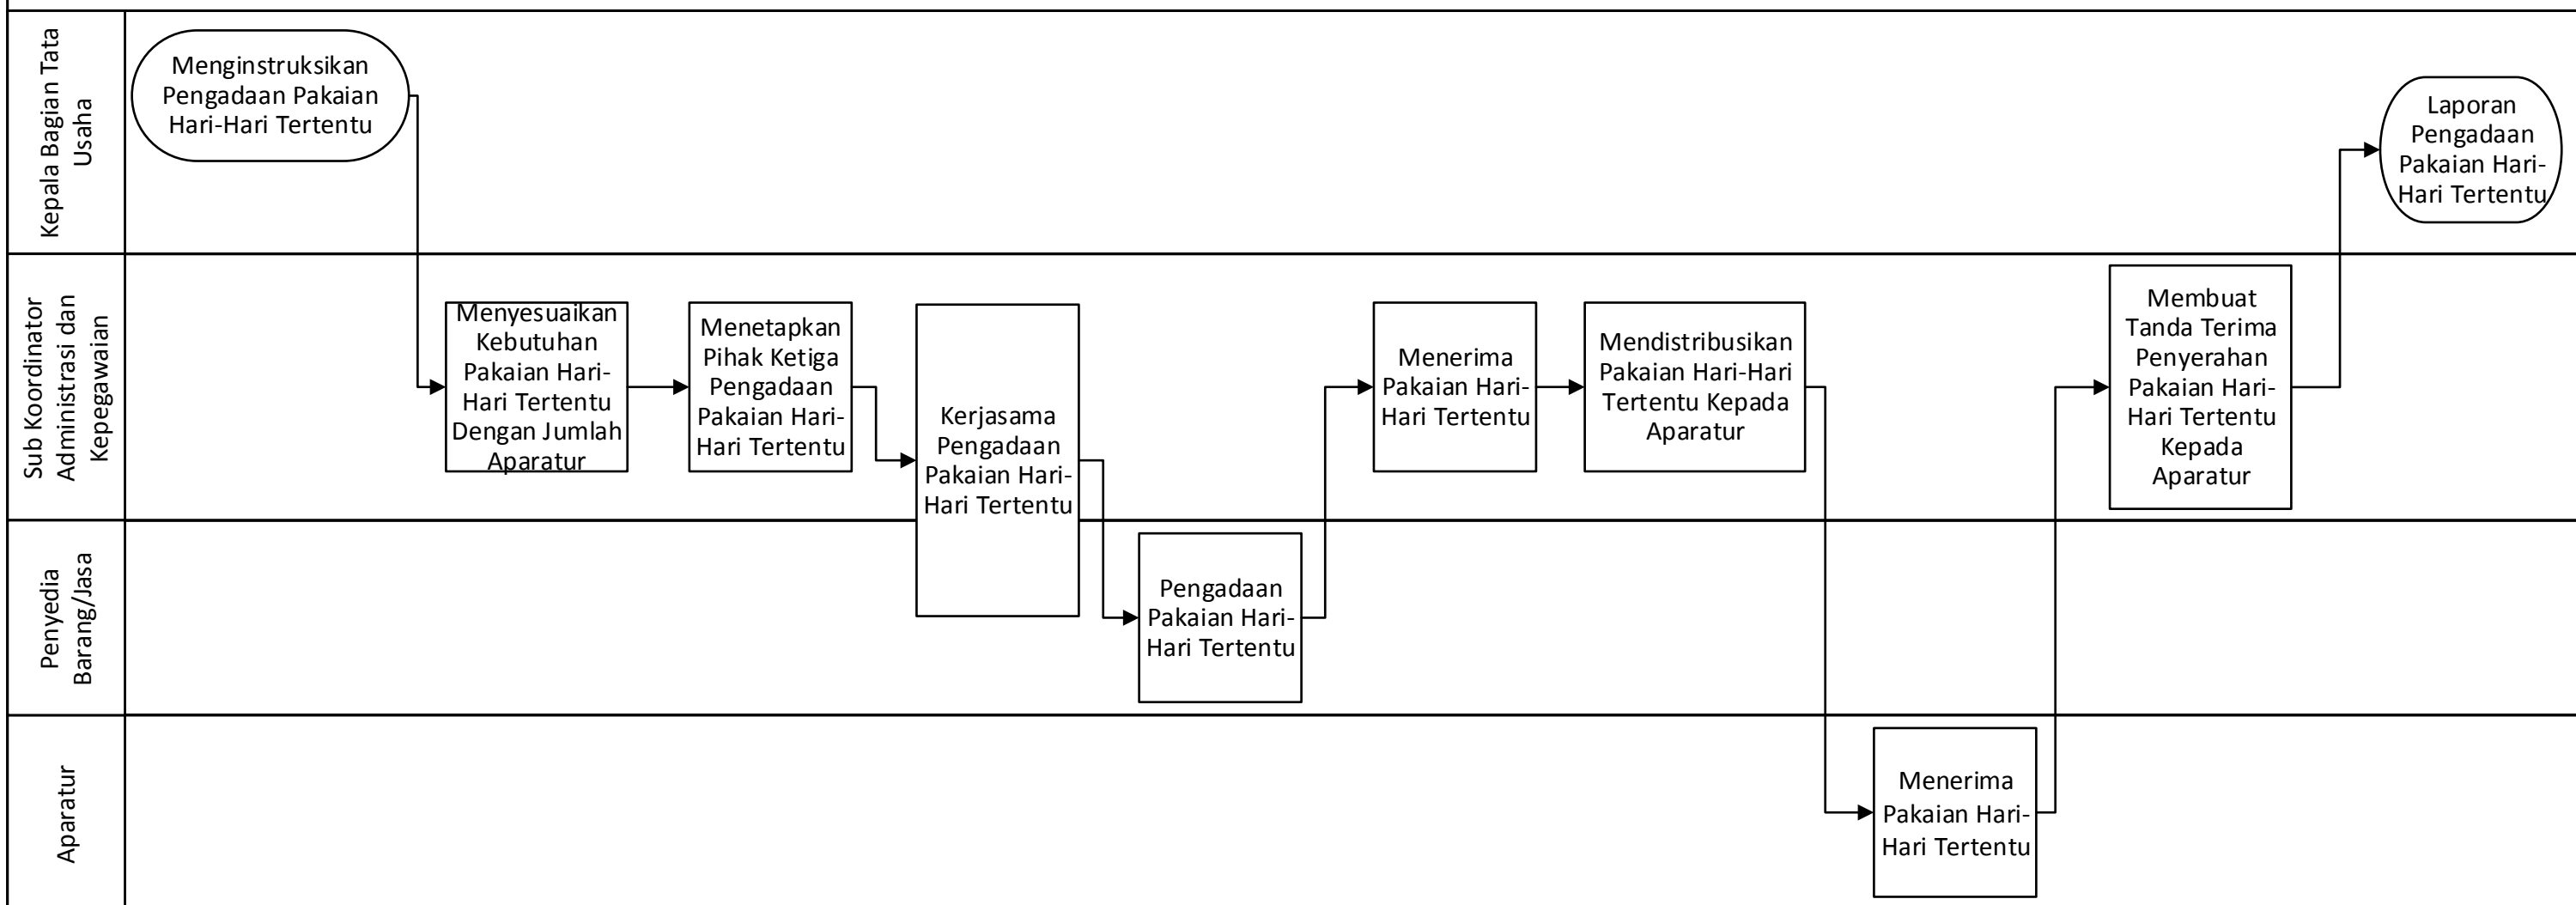 Kepala Bagian Tata
Usaha
Menginstruksikan
Pengadaan Pakaian
Hari-Hari Tertentu
Laporan
Pengadaan
Pakaian Hari-
Hari Tertentu
Sub Koordinator
Administrasi dan
Kepegawaian
Menyesuaikan
Kebutuhan
Pakaian Hari-
Hari Tertentu
Dengan Jumlah
Aparatur
Menetapkan
Pihak Ketiga
Pengadaan
Pakaian Hari-
Hari Tertentu
Kerjasama
Pengadaan
Pakaian Hari-
Hari Tertentu
Menerima
Pakaian Hari-
Hari Tertentu
Mendistribusikan
Pakaian Hari-Hari
Tertentu Kepada
Aparatur
Membuat
Tanda Terima
Penyerahan
Pakaian Hari-
Hari Tertentu
Kepada
Aparatur
Penyedia
Barang/Jasa
Pengadaan
Pakaian Hari-
Hari Tertentu
Aparatur
Menerima
Pakaian Hari-
Hari Tertentu